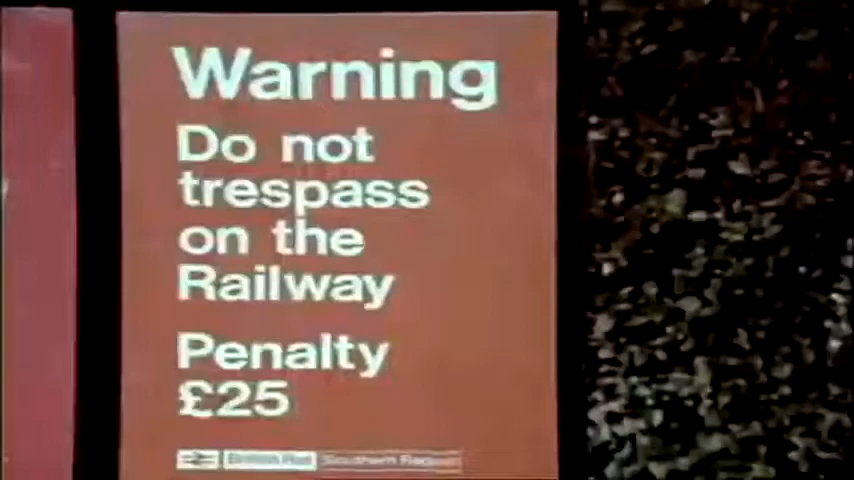 Warning
Do not
trespass
on the
Railway
Penalty
£25
British Rail Southern Region